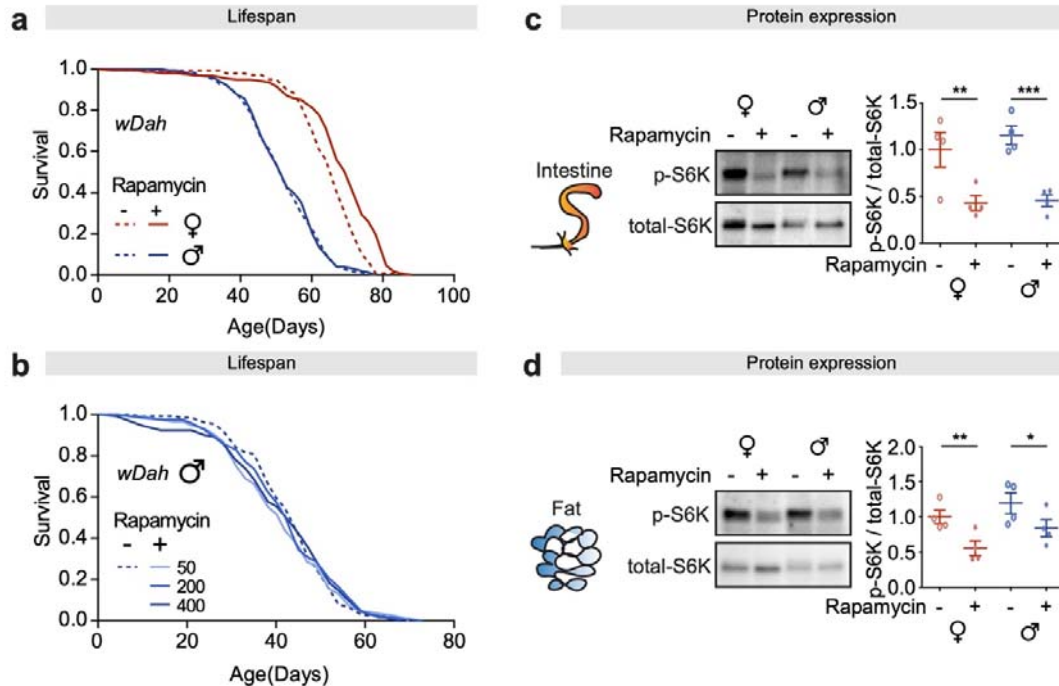 a
Lifespan
1.0
0.8
0.6
0.4
0.2
0.0
Survival
wDah
Rapamycin
- +
♀
♂
0 20 40 60 80 100
Age(Days)
b
Lifespan
1.0
0.8
0.6
0.4
0.2
0.0
Survival
wDah ♂
Rapamycin
- +
50
200
400
0 20 40 60 80
Age(Days)
c
Protein expression
♀ ♂
Rapamycin - + - +
Intestine
p-S6K
total-S6K
** ***
1.5
1.0
0.5
0.0
p-S6K / total-S6K
Rapamycin - + - +
♀ ♂
d
Protein expression
♀ ♂
Rapamycin - + - +
Fat
p-S6K
total-S6K
** *
2.0
1.5
1.0
0.5
0.0
p-S6K / total-S6K
Rapamycin - + - +
♀ ♂